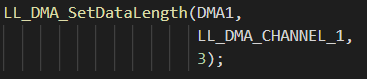 LL_DMA_SetDataLength(DMA1,
LL_DMA_CHANNEL_1,
3);